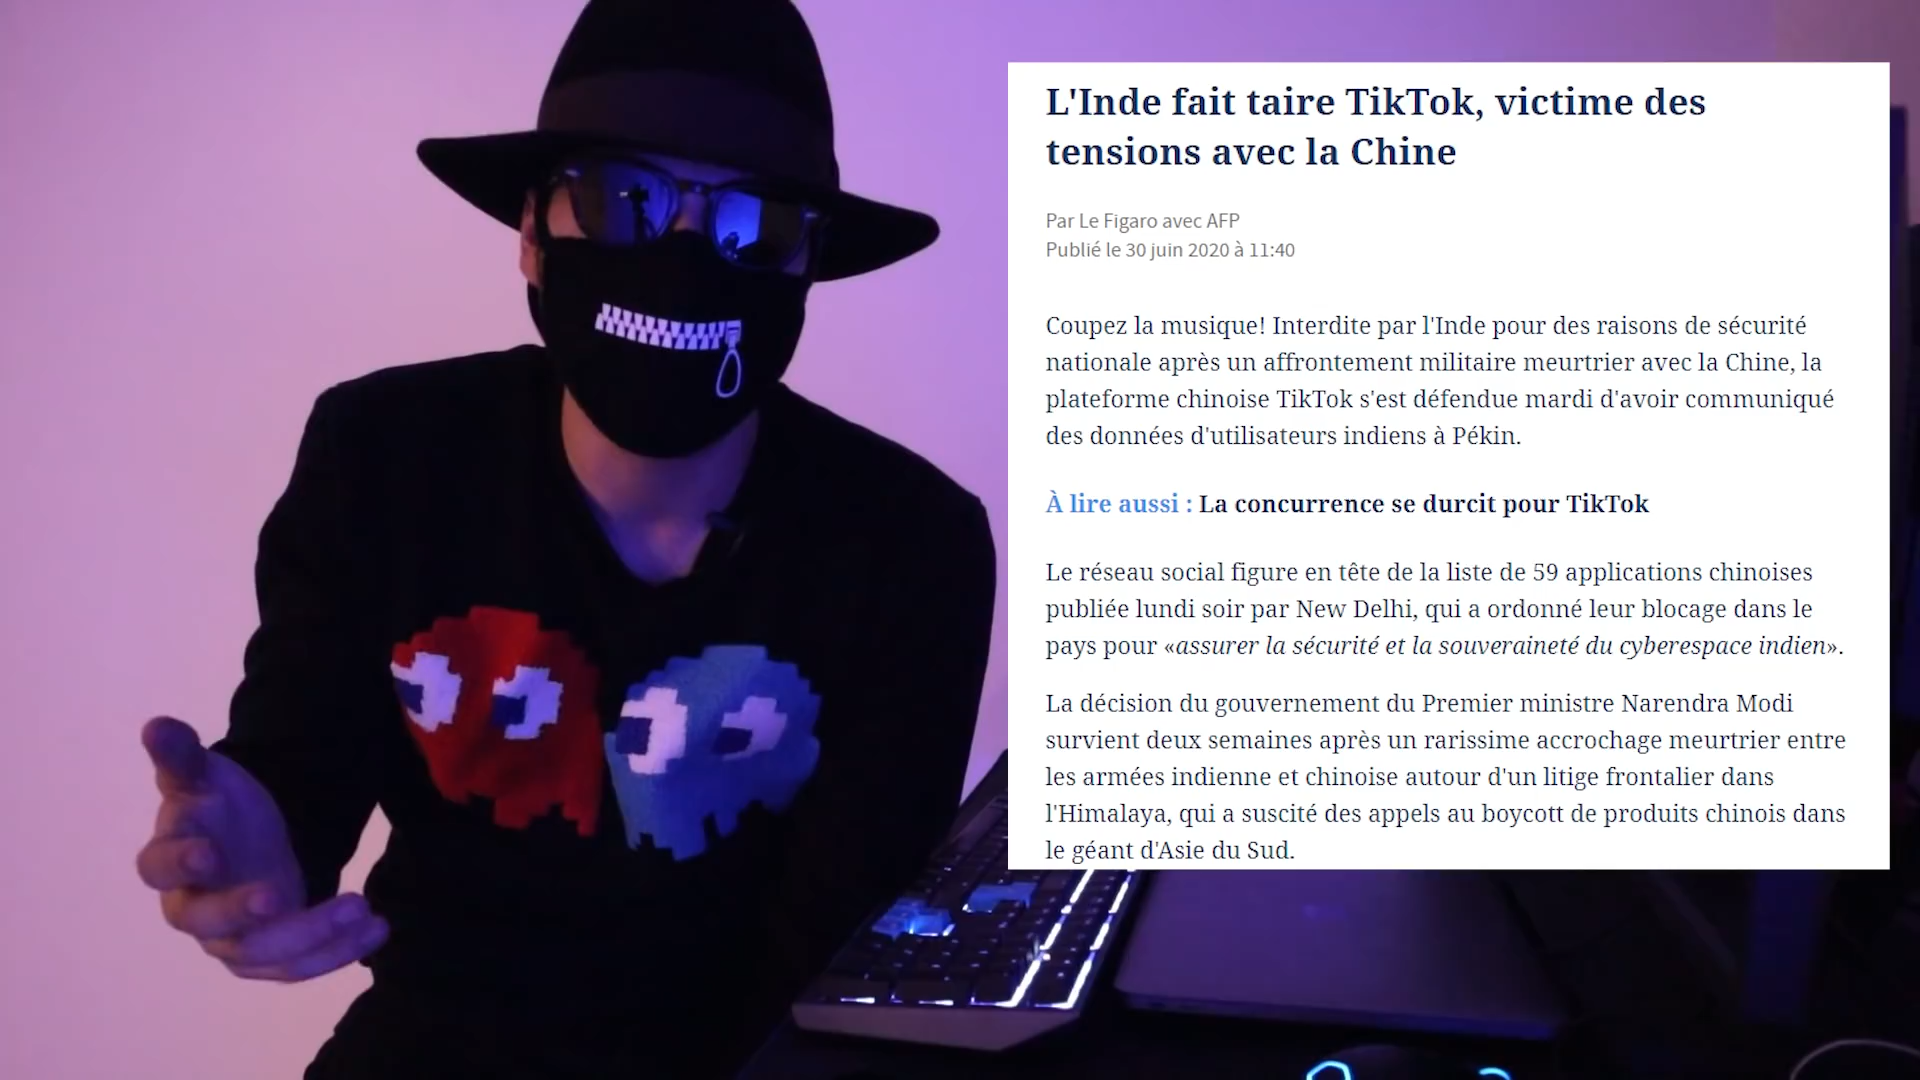 L'Inde fait taire TikTok, victime des
tensions avec la Chine
Par Le Figaro avec AFP
Publié le 30 juin 2020 à 11:40
Coupez la musique! Interdite par l'Inde pour des raisons de sécurité
nationale après un affrontement militaire meurtrier avec la Chine, la
plateforme chinoise TikTok s'est défendue mardi d'avoir communiqué
des données d'utilisateurs indiens à Pékin.
À lire aussi : La concurrence se durcit pour TikTok
Le réseau social figure en tête de la liste de 59 applications chinoises
publiée lundi soir par New Delhi, qui a ordonné leur blocage dans le
pays pour «assurer la sécurité et la souveraineté du cyberespace indien».
La décision du gouvernement du Premier ministre Narendra Modi
survient deux semaines après un rarissime accrochage meurtrier entre
les armées indienne et chinoise autour d'un litige frontalier dans
l'Himalaya, qui a suscité des appels au boycott de produits chinois dans
le géant d'Asie du Sud.